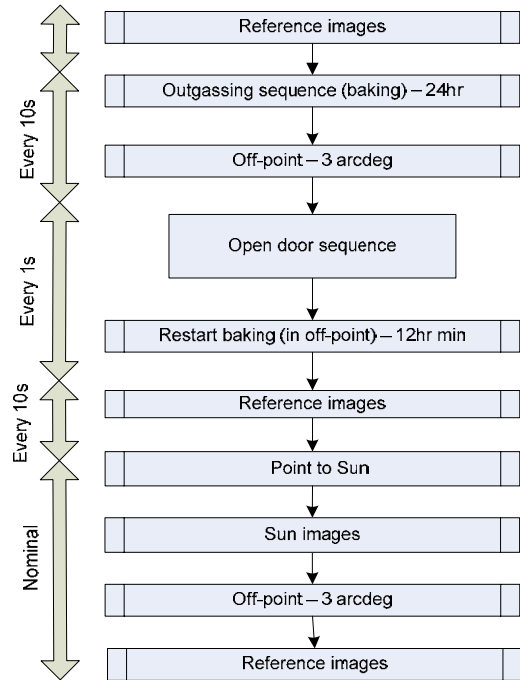 Reference images
Outgassing sequence (baking) – 24hr
Every 10s
Off-point – 3 arcdeg
Open door sequence
Every 1s
Restart baking (in off-point) – 12hr min
Reference images
Every 10s
Point to Sun
Sun images
Nominal
Off-point – 3 arcdeg
Reference images